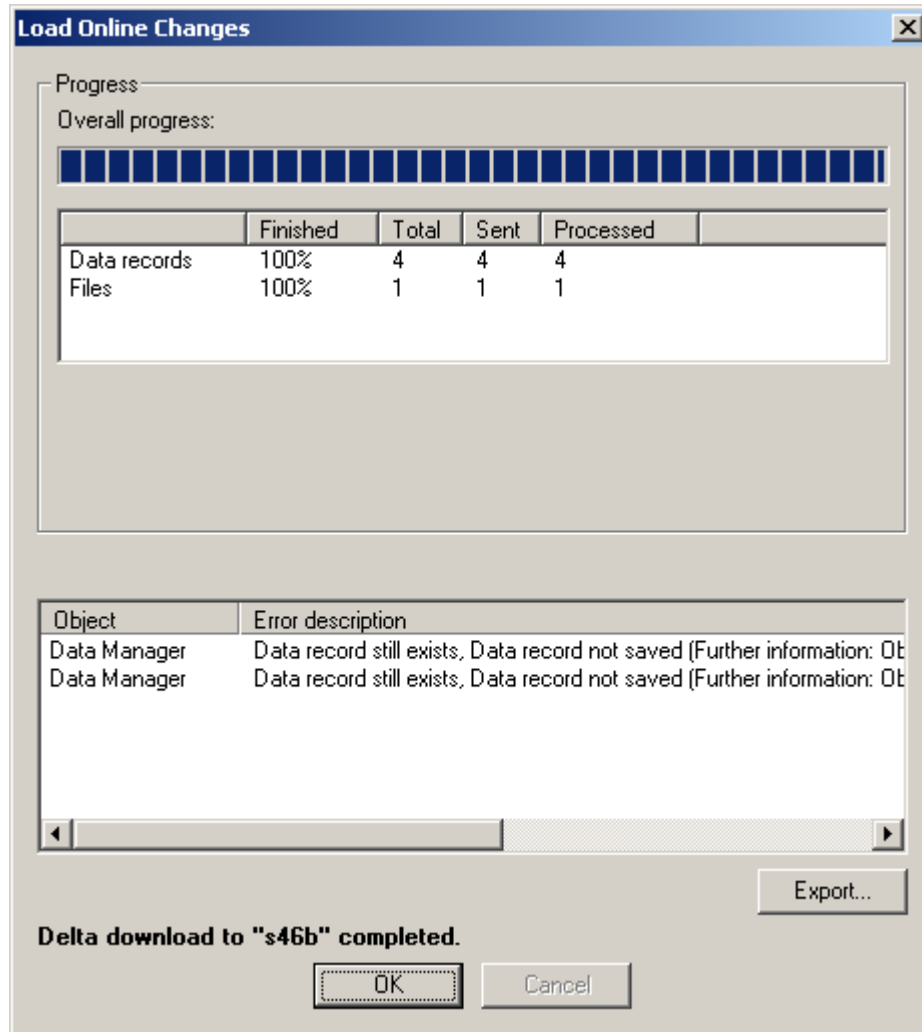 Load Online Changes
Progress
Overall progress:
Finished Total Sent Processed
Data records 100% 4 4 4
Files 100% 1 1 1
Object Error description
Data Manager Data record still exists, Data record not saved (Further information: Ob
Data Manager Data record still exists, Data record not saved (Further information: Ob
Export...
Delta download to "s46b" completed.
OK Cancel